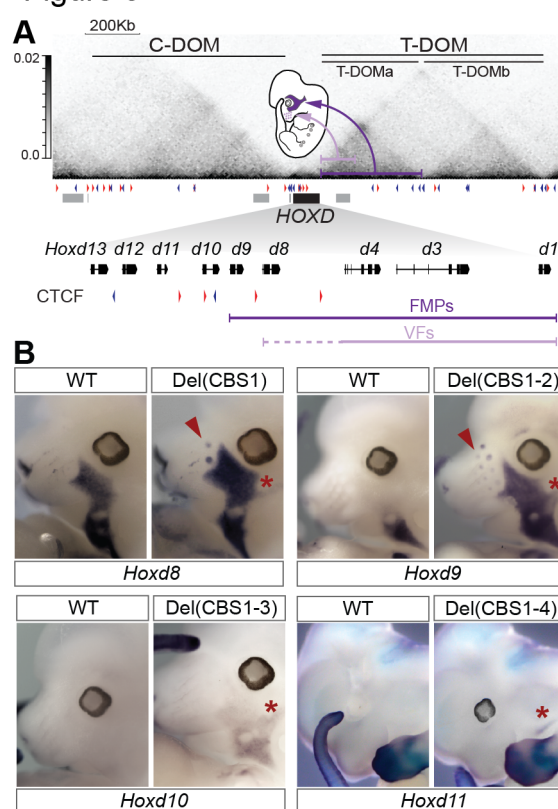 A
200Kb
C-DOM T-DOM
T-DOMa T-DOMb
0.02
0.01
HOXD
Hoxd13 d12 d11 d10 d9 d8 d4 d3 d1
CTCF
FMPs
VFs
B
WT Del(CBS1) WT Del(CBS1-2)
* *
Hoxd8 Hoxd9
WT Del(CBS1-3) WT Del(CBS1-4)
* *
Hoxd10 Hoxd11